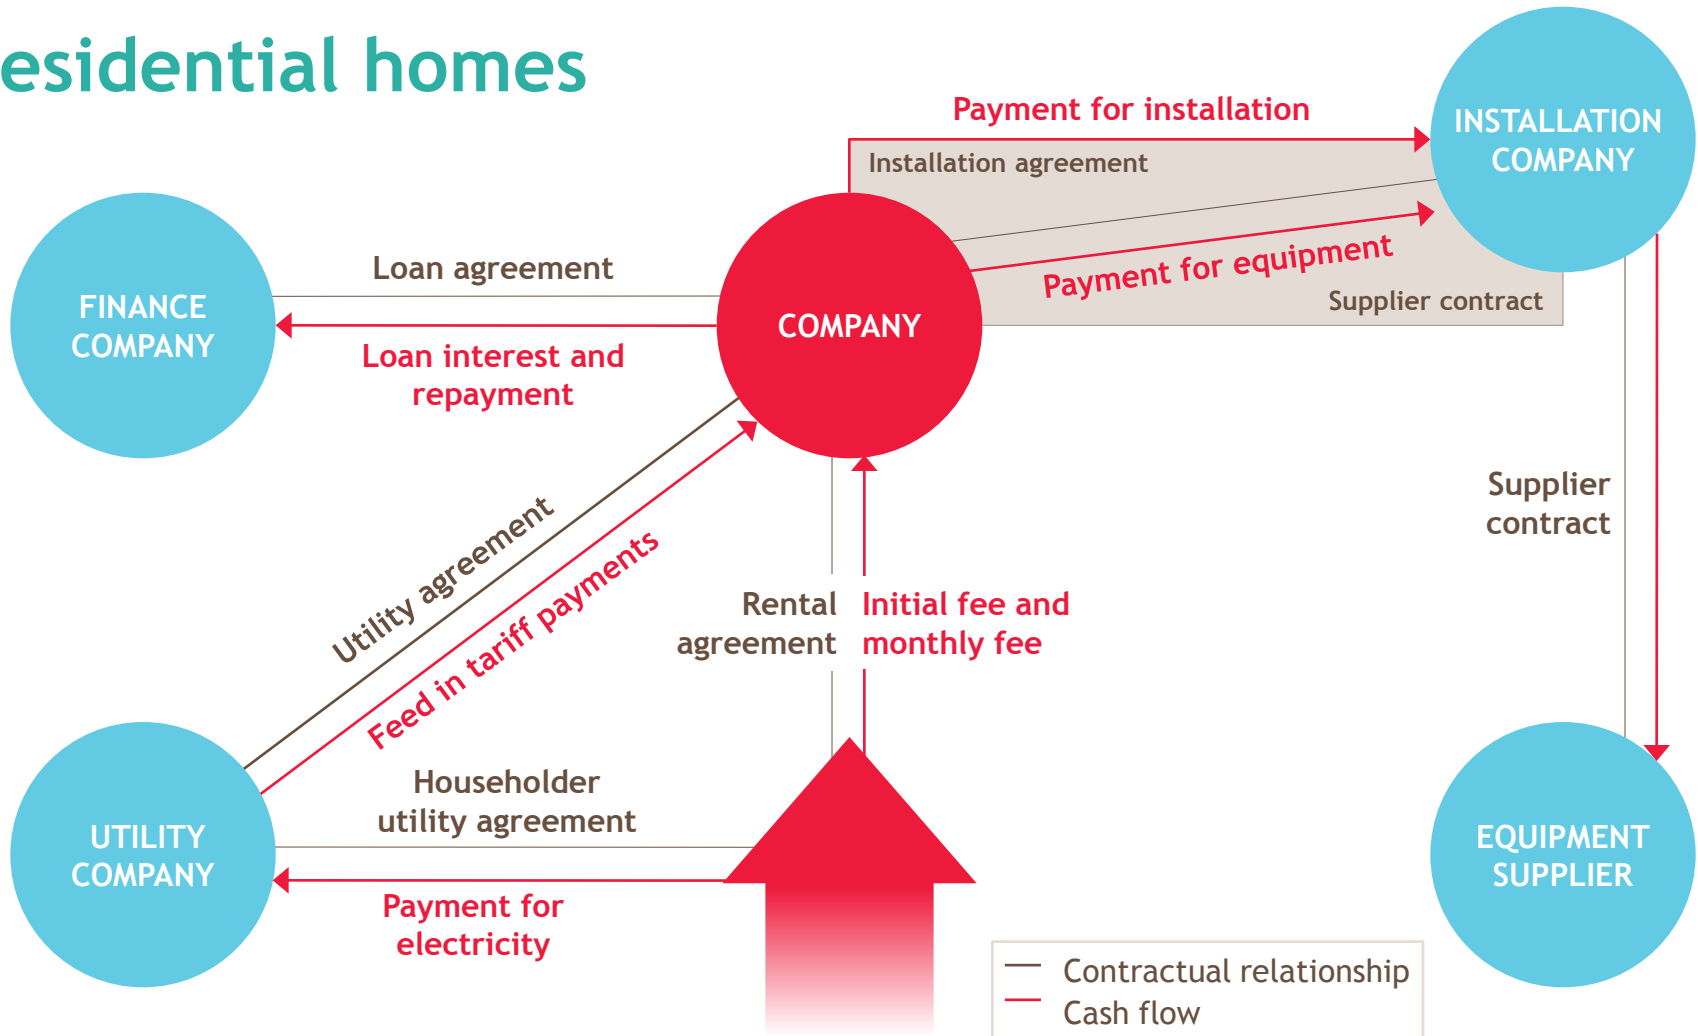 esidential homes
Payment for installation
INSTALLATION
COMPANY
Installation agreement
Payment for equipment
Supplier contract
Loan agreement
FINANCE
COMPANY
COMPANY
Loan interest and
repayment
Utility agreement
Feed in tariff payments
Supplier
contract
Rental
agreement
Initial fee and
monthly fee
Householder
utility agreement
UTILITY
COMPANY
EQUIPMENT
SUPPLIER
Payment for
electricity
Contractual relationship
Cash flow